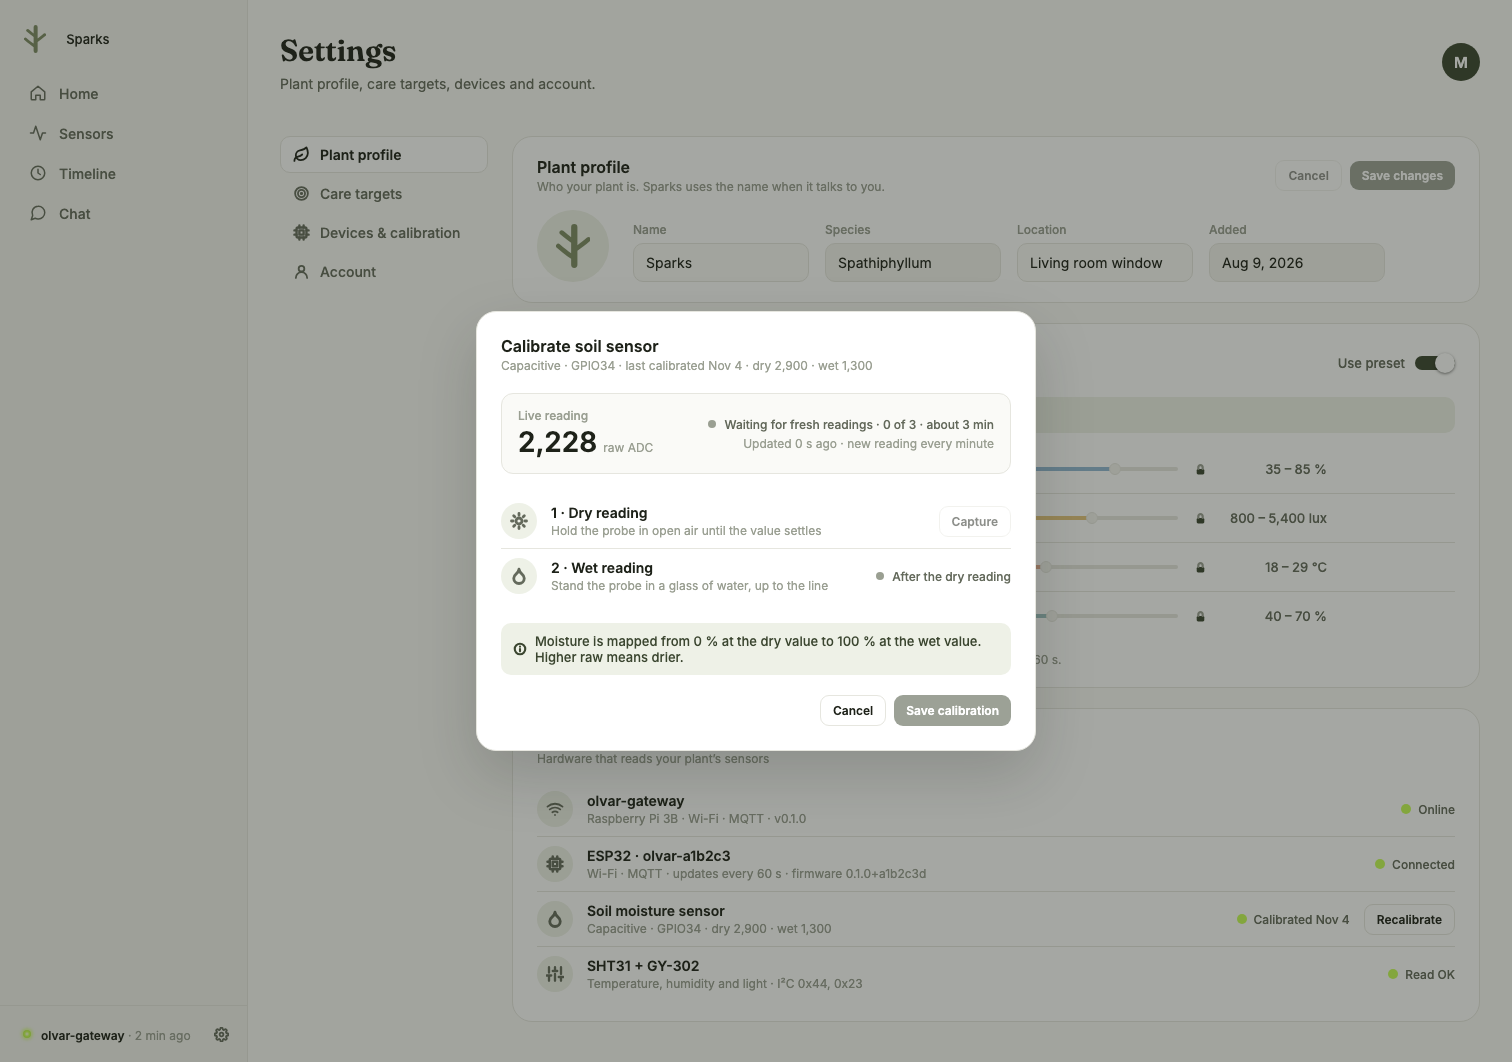 Sparks
Home
Sensors
Timeline
Chat
Settings
Plant profile, care targets, devices and account.
M
Plant profile
Care targets
Devices & calibration
Account
Plant profile
Who your plant is. Sparks uses the name when it talks to you.
Cancel
Save changes
Name
Species
Location
Added
Sparks
Spathiphyllum
Living room window
Aug 9, 2026
Use preset
35 – 85 %
800 – 5,400 lux
18 – 29 °C
40 – 70 %
60 s.
Calibrate soil sensor
Capacitive · GPIO34 · last calibrated Nov 4 · dry 2,900 · wet 1,300
Live reading
2,228 raw ADC
Waiting for fresh readings · 0 of 3 · about 3 min
Updated 0 s ago · new reading every minute
1 · Dry reading
Hold the probe in open air until the value settles
Capture
2 · Wet reading
Stand the probe in a glass of water, up to the line
After the dry reading
Moisture is mapped from 0 % at the dry value to 100 % at the wet value.
Higher raw means drier.
Cancel
Save calibration
Hardware that reads your plant's sensors
olvar-gateway
Raspberry Pi 3B · Wi-Fi · MQTT · v0.1.0
Online
ESP32 · olvar-a1b2c3
Wi-Fi · MQTT · updates every 60 s · firmware 0.1.0+a1b2c3d
Connected
Soil moisture sensor
Capacitive · GPIO34 · dry 2,900 · wet 1,300
Calibrated Nov 4
Recalibrate
SHT31 + GY-302
Temperature, humidity and light · I²C 0x44, 0x23
Read OK
olvar-gateway · 2 min ago